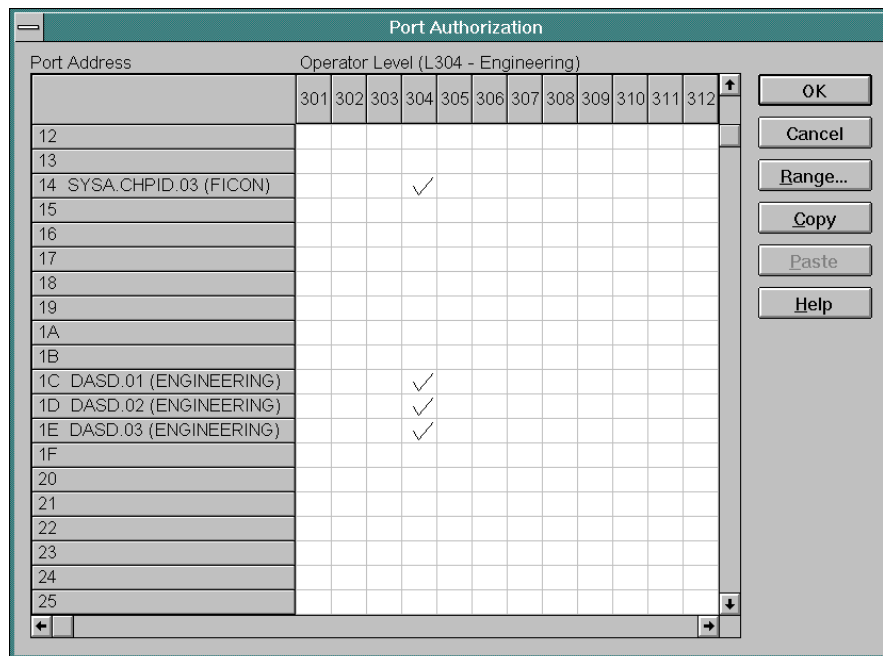 Port Authorization
Port Address Operator Level (L304 - Engineering)
301 302 303 304 305 306 307 308 309 310 311 312
12
13
14 SYSA.CHPID.03 (FICON)
15
16
17
18
19
1A
1B
1C DASD.01 (ENGINEERING)
1D DASD.02 (ENGINEERING)
1E DASD.03 (ENGINEERING)
1F
20
21
22
23
24
25
OK
Cancel
Range...
Copy
Paste
Help